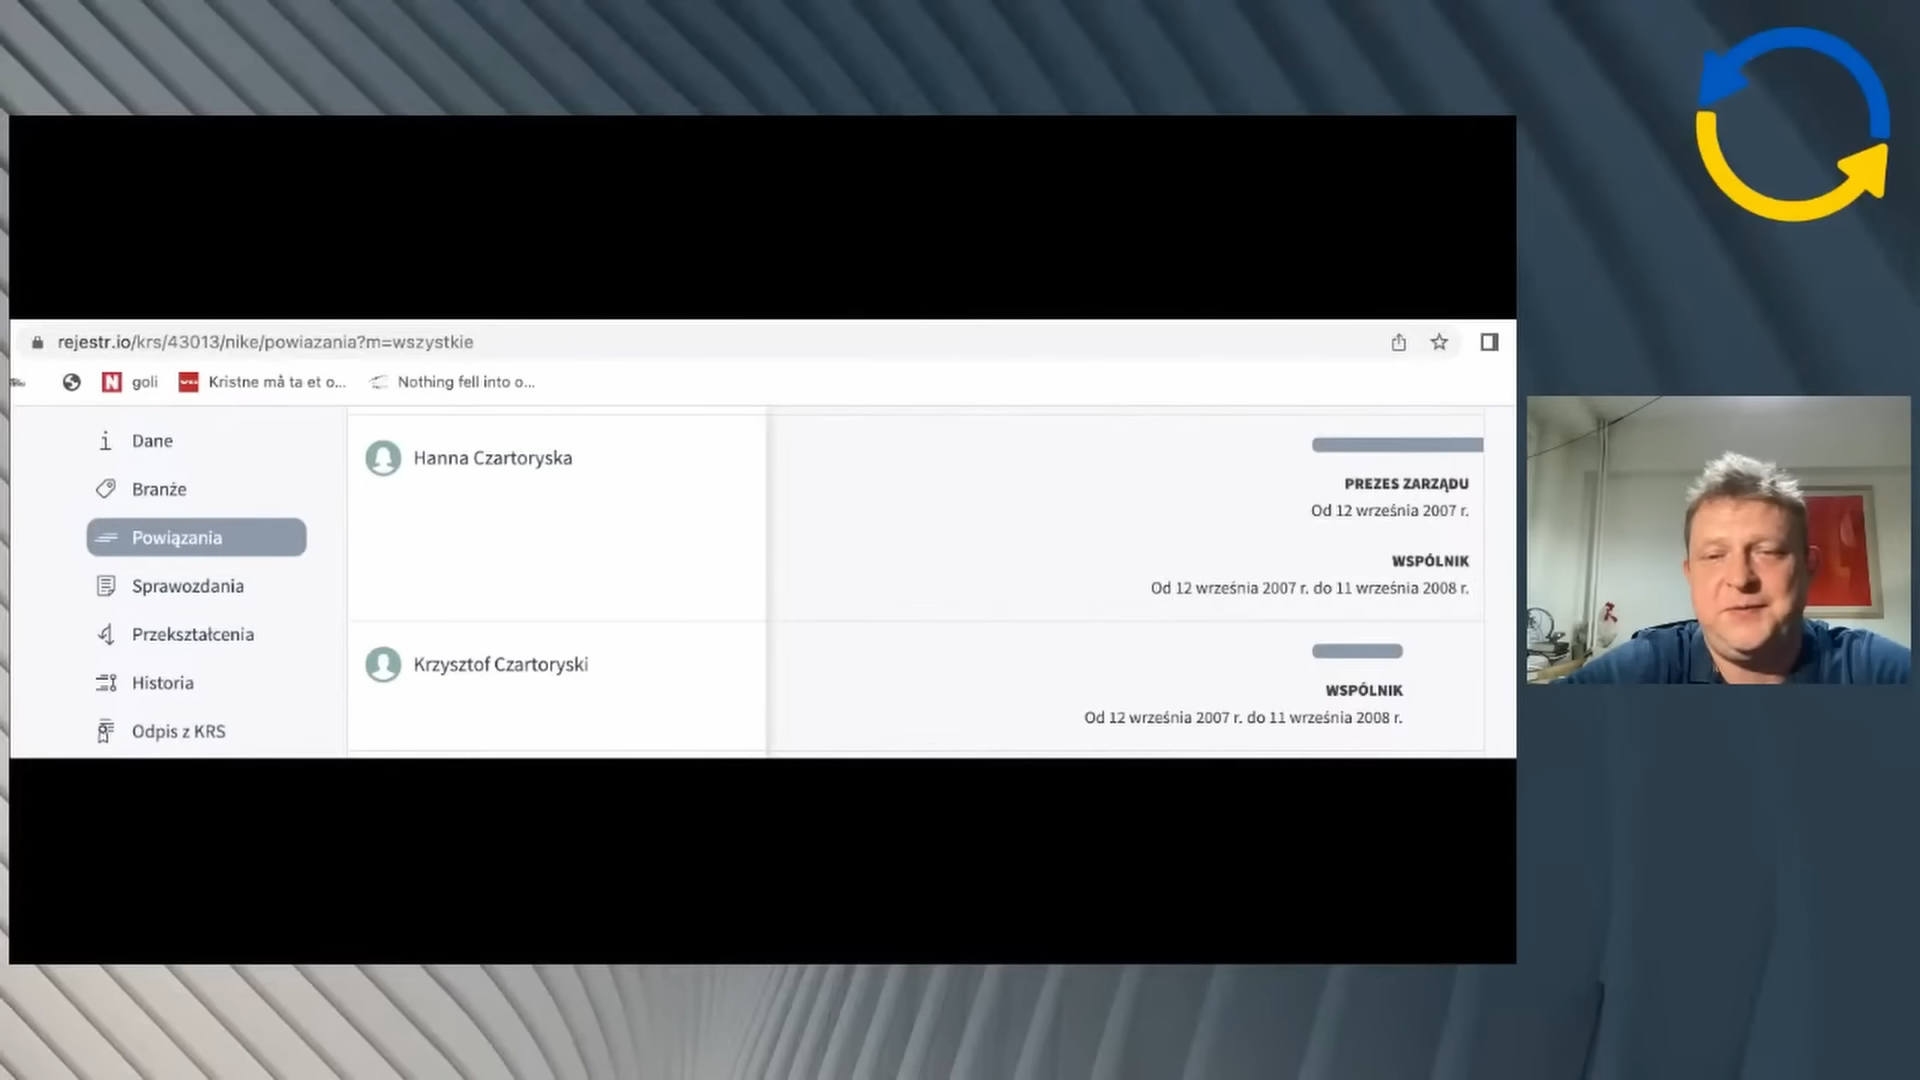 rejestr.io/krs/43013/nike/powiazania?m=wszystkie
N goli
VG Kristne må ta et o...
Nothing fell into o...
Dane
Branże
Powiązania
Sprawozdania
Przekształcenia
Historia
Odpis z KRS
Hanna Czartoryska
PREZES ZARZĄDU
Od 12 września 2007 r.
WSPÓLNIK
Od 12 września 2007 r. do 11 września 2008 r.
Krzysztof Czartoryski
WSPÓLNIK
Od 12 września 2007 r. do 11 września 2008 r.